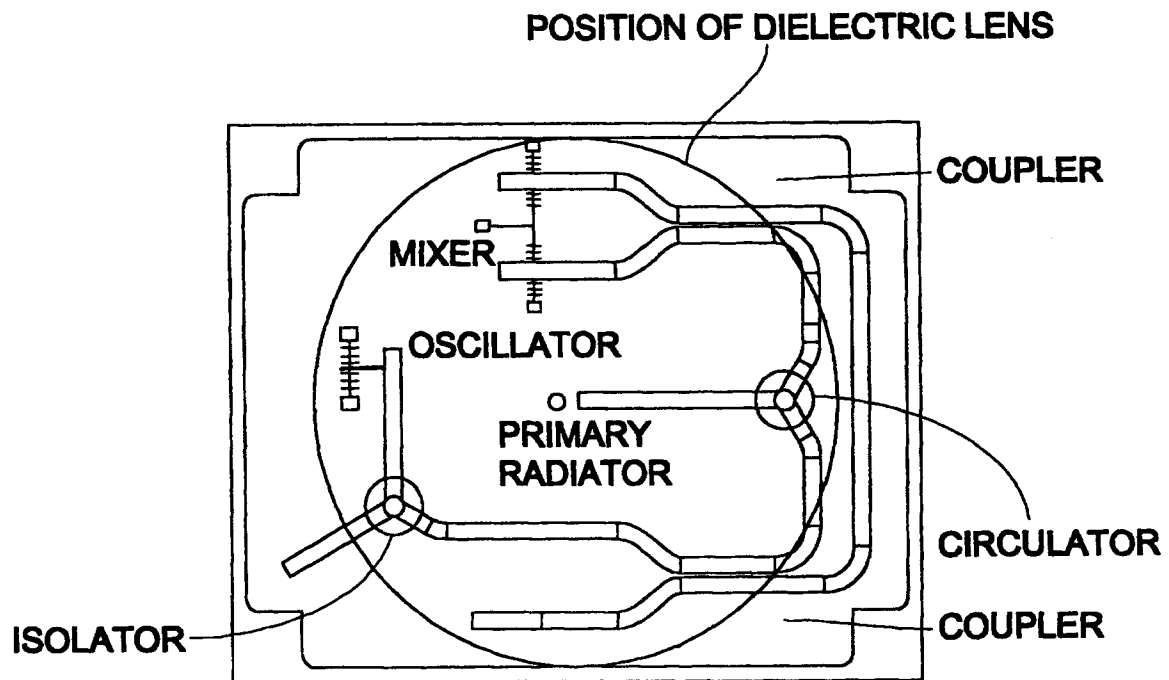 POSITION OF DIELECTRIC LENS
COUPLER
MIXER
OSCILLATOR
PRIMARY
RADIATOR
CIRCULATOR
ISOLATOR
COUPLER